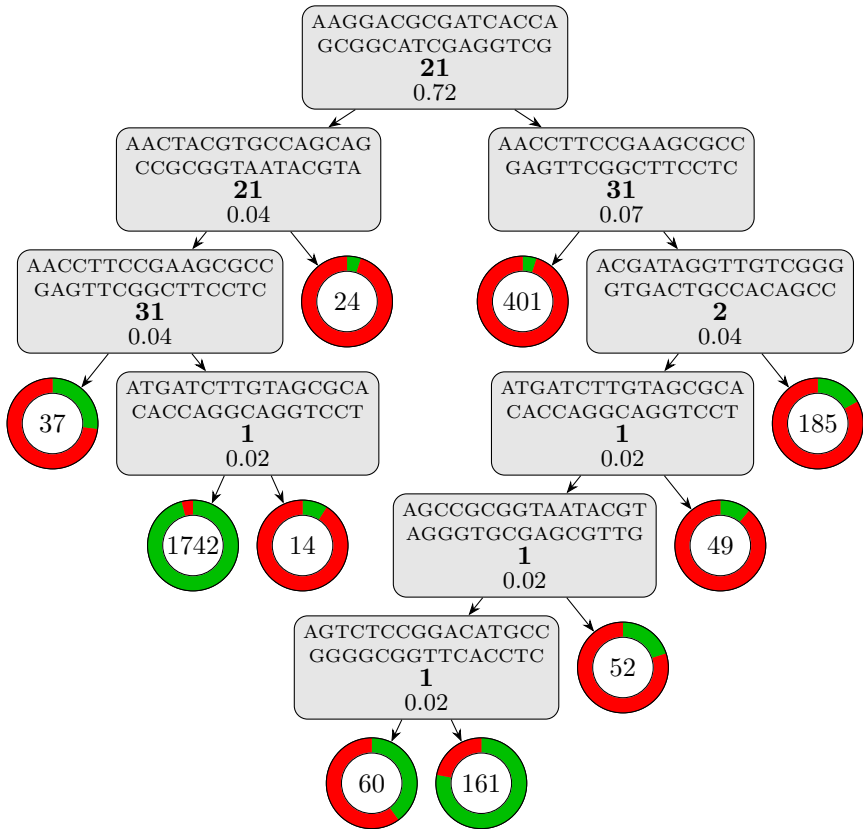 AAGGACGCGATCACCA
GCGGCATCGAGGTCG
21
0.72
AACTACGTGCCAGCAG
CCGCGGTAATACGTA
21
0.04
AACCTTCCGAAGCGCC
GAGTTCGGCTTCCTC
31
0.07
AACCTTCCGAAGCGCC
GAGTTCGGCTTCCTC
31
0.04
24
401
ACGATAGGTTGTCGGG
GTGACTGCCACAGCC
2
0.04
37
ATGATCTTGTAGCGCA
CACCAGGCAGGTCCT
1
0.02
ATGATCTTGTAGCGCA
CACCAGGCAGGTCCT
1
0.02
185
1742
14
AGCCGCGGTAATACGT
AGGGTGCGAGCGTTG
1
0.02
49
AGTCTCCGGACATGCC
GGGGCGGTTCACCTC
1
0.02
52
60
161